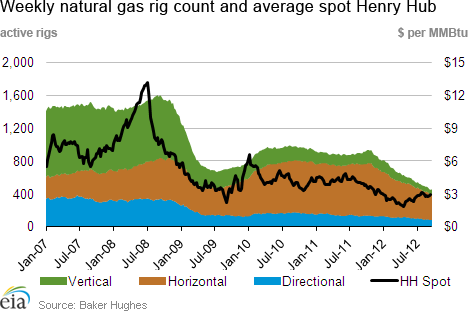 Weekly natural gas rig count and average spot Henry Hub
active rigs $ per MMBtu
2,000 $15
1,600 $12
1,200 $9
800 $6
400 $3
0 $0
Jan-07 Jul-07 Jan-08 Jul-08 Jan-09 Jul-09 Jan-10 Jul-10 Jan-11 Jul-11 Jan-12 Jul-12
Vertical Horizontal Directional HH Spot
eia Source: Baker Hughes